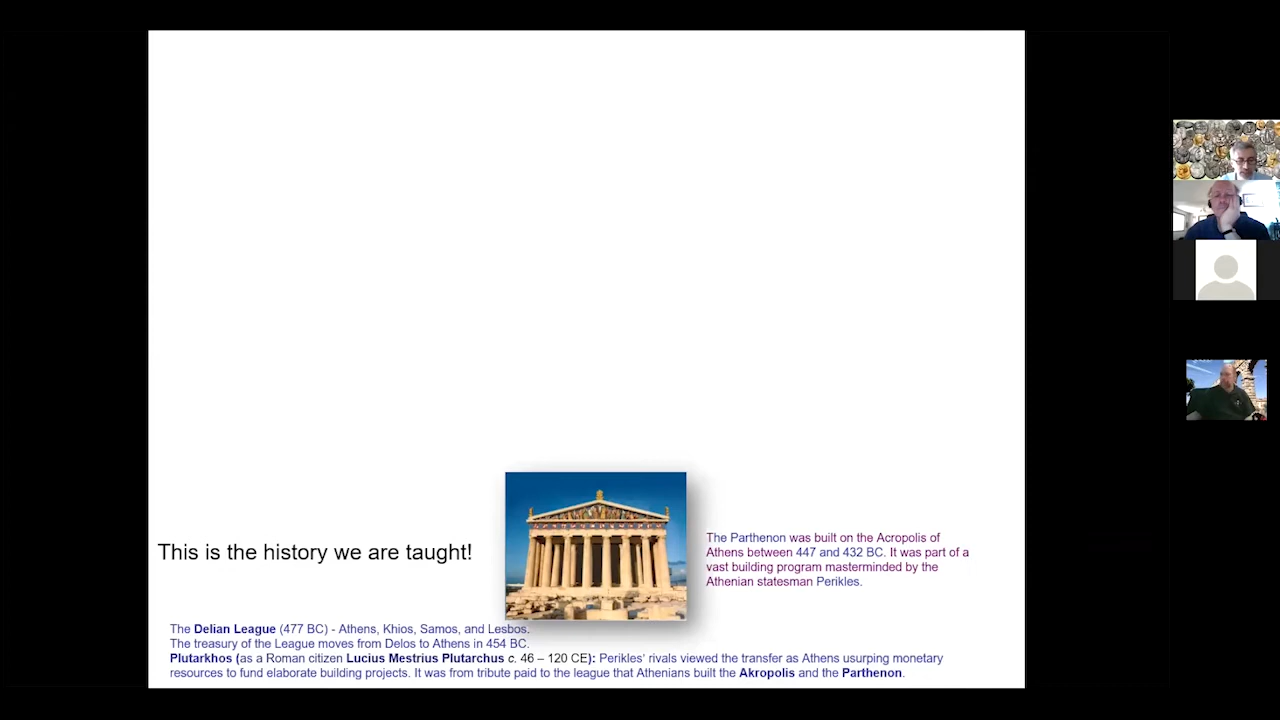 This is the history we are taught!
The Parthenon was built on the Acropolis of
Athens between 447 and 432 BC. It was part of a
vast building program masterminded by the
Athenian statesman Perikles.
The Delian League (477 BC) - Athens, Khios, Samos, and Lesbos.
The treasury of the League moves from Delos to Athens in 454 BC.
Plutarkhos (as a Roman citizen Lucius Mestrius Plutarchus c. 46 – 120 CE): Perikles' rivals viewed the transfer as Athens usurping monetary
resources to fund elaborate building projects. It was from tribute paid to the league that Athenians built the Akropolis and the Parthenon.